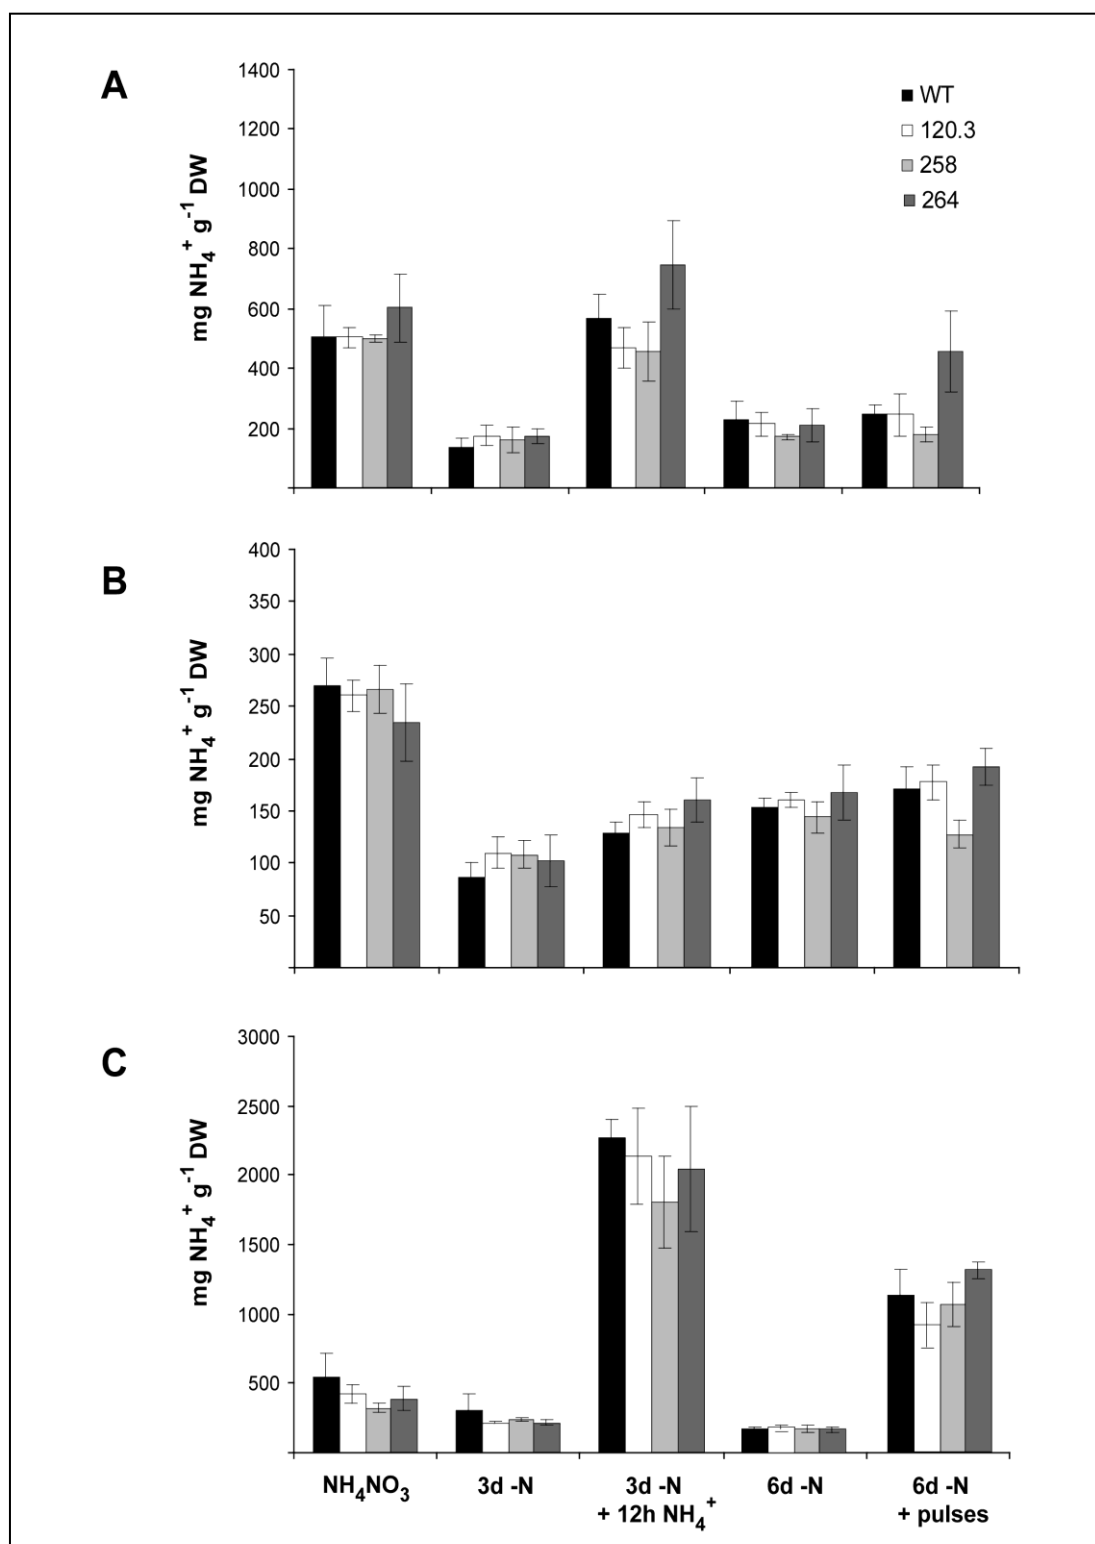 A
mg NH₄⁺ g⁻¹ DW
1400
1200
1000
800
600
400
200
WT
120.3
258
264
B
mg NH₄⁺ g⁻¹ DW
400
350
300
250
200
150
100
50
C
mg NH₄⁺ g⁻¹ DW
3000
2500
2000
1500
1000
500
NH₄NO₃ 3d -N 3d -N 6d -N 6d -N
+ 12h NH₄⁺ + pulses